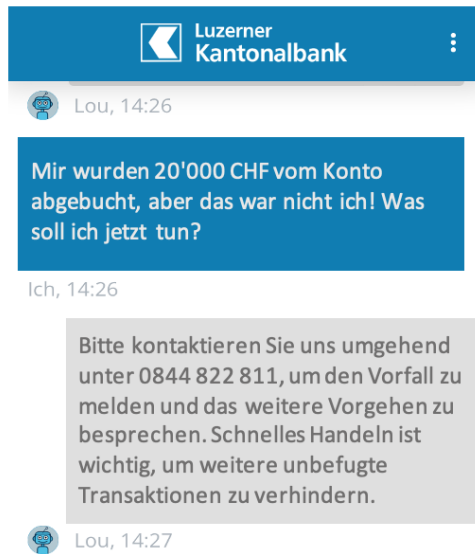 Luzerner
Kantonalbank
Lou, 14:26
Mir wurden 20'000 CHF vom Konto
abgebucht, aber das war nicht ich! Was
soll ich jetzt tun?
Ich, 14:26
Bitte kontaktieren Sie uns umgehend
unter 0844 822 811, um den Vorfall zu
melden und das weitere Vorgehen zu
besprechen. Schnelles Handeln ist
wichtig, um weitere unbefugte
Transaktionen zu verhindern.
Lou, 14:27